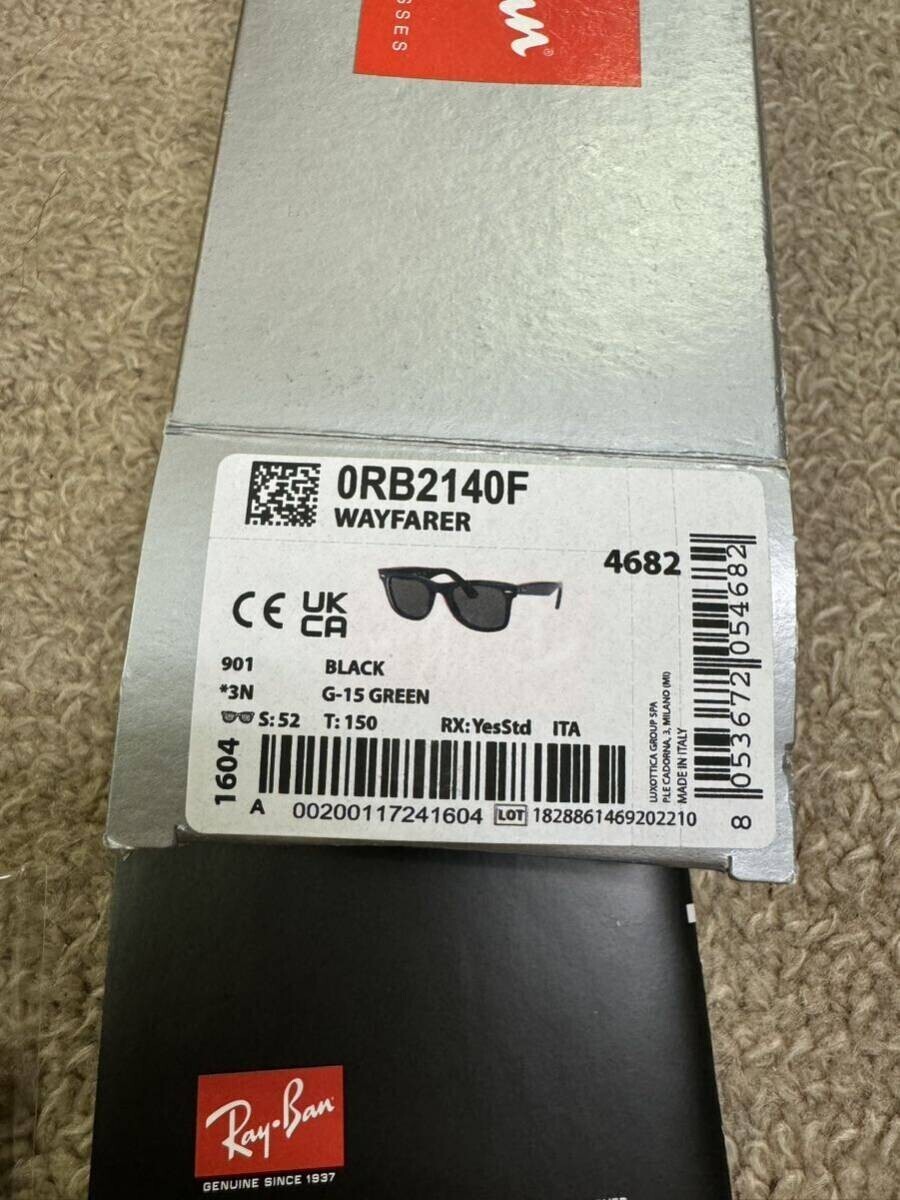 SSES
0RB2140F
WAYFARER
4682
CE UK
CA
901 BLACK
*3N G-15 GREEN
S: 52 T: 150 RX: YesStd ITA
1604
A 00200117241604 LOT 1828861469202210
LUXOTTICA GROUP SPA
P.LE CADORNA, 3, MILANO (MI)
MADE IN ITALY
8 053672 054682
Ray-Ban
GENUINE SINCE 1937